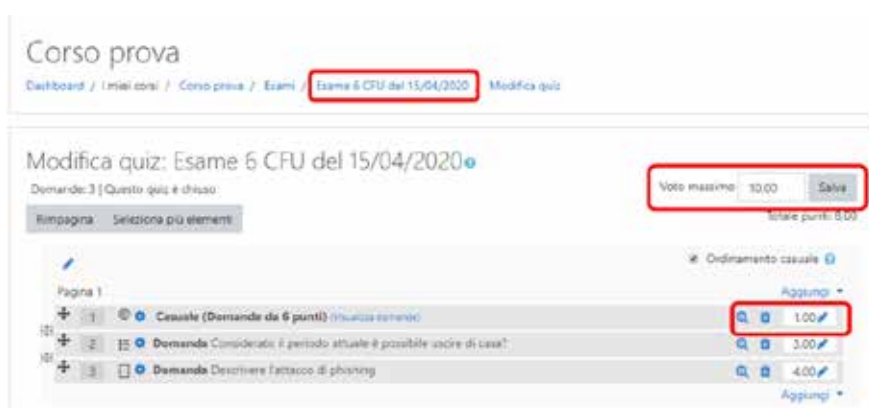 Corso prova
Dashboard / I miei corsi / Corso prova / Esami / Esame 6 CFU del 15/04/2020 / Modifica quiz
Modifica quiz: Esame 6 CFU del 15/04/2020
Domande: 3 | Questo quiz è chiuso
Voto massimo 10,00 Salva
Rimpagina Seleziona più elementi
Totale punti: 8,00
Ordinamento casuale
Pagina 1
Aggiungi
1 Casuale (Domande da 6 punti) (Visualizza domande) 1.00
2 Domanda Considerato il periodo attuale è possibile uscire di casa? 3.00
3 Domanda Descrivere l'attacco di phishing 4.00
Aggiungi